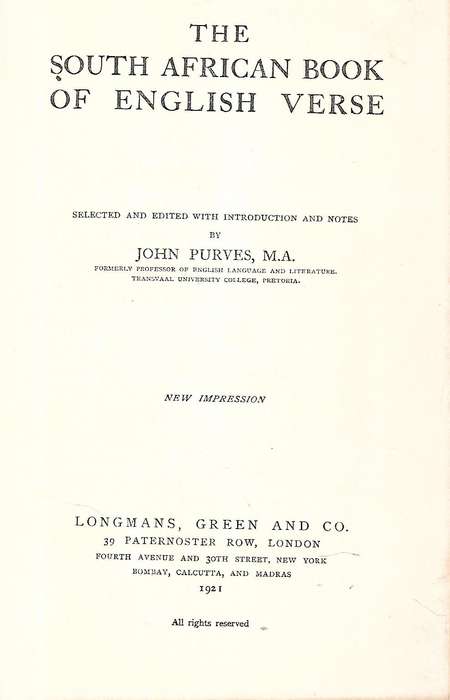 THE
SOUTH AFRICAN BOOK
OF ENGLISH VERSE
SELECTED AND EDITED WITH INTRODUCTION AND NOTES
BY
JOHN PURVES, M.A.
FORMERLY PROFESSOR OF ENGLISH LANGUAGE AND LITERATURE.
TRANSVAAL UNIVERSITY COLLEGE, PRETORIA.
NEW IMPRESSION
LONGMANS, GREEN AND CO.
39 PATERNOSTER ROW, LONDON
FOURTH AVENUE AND 30TH STREET, NEW YORK
BOMBAY, CALCUTTA, AND MADRAS
1921
All rights reserved